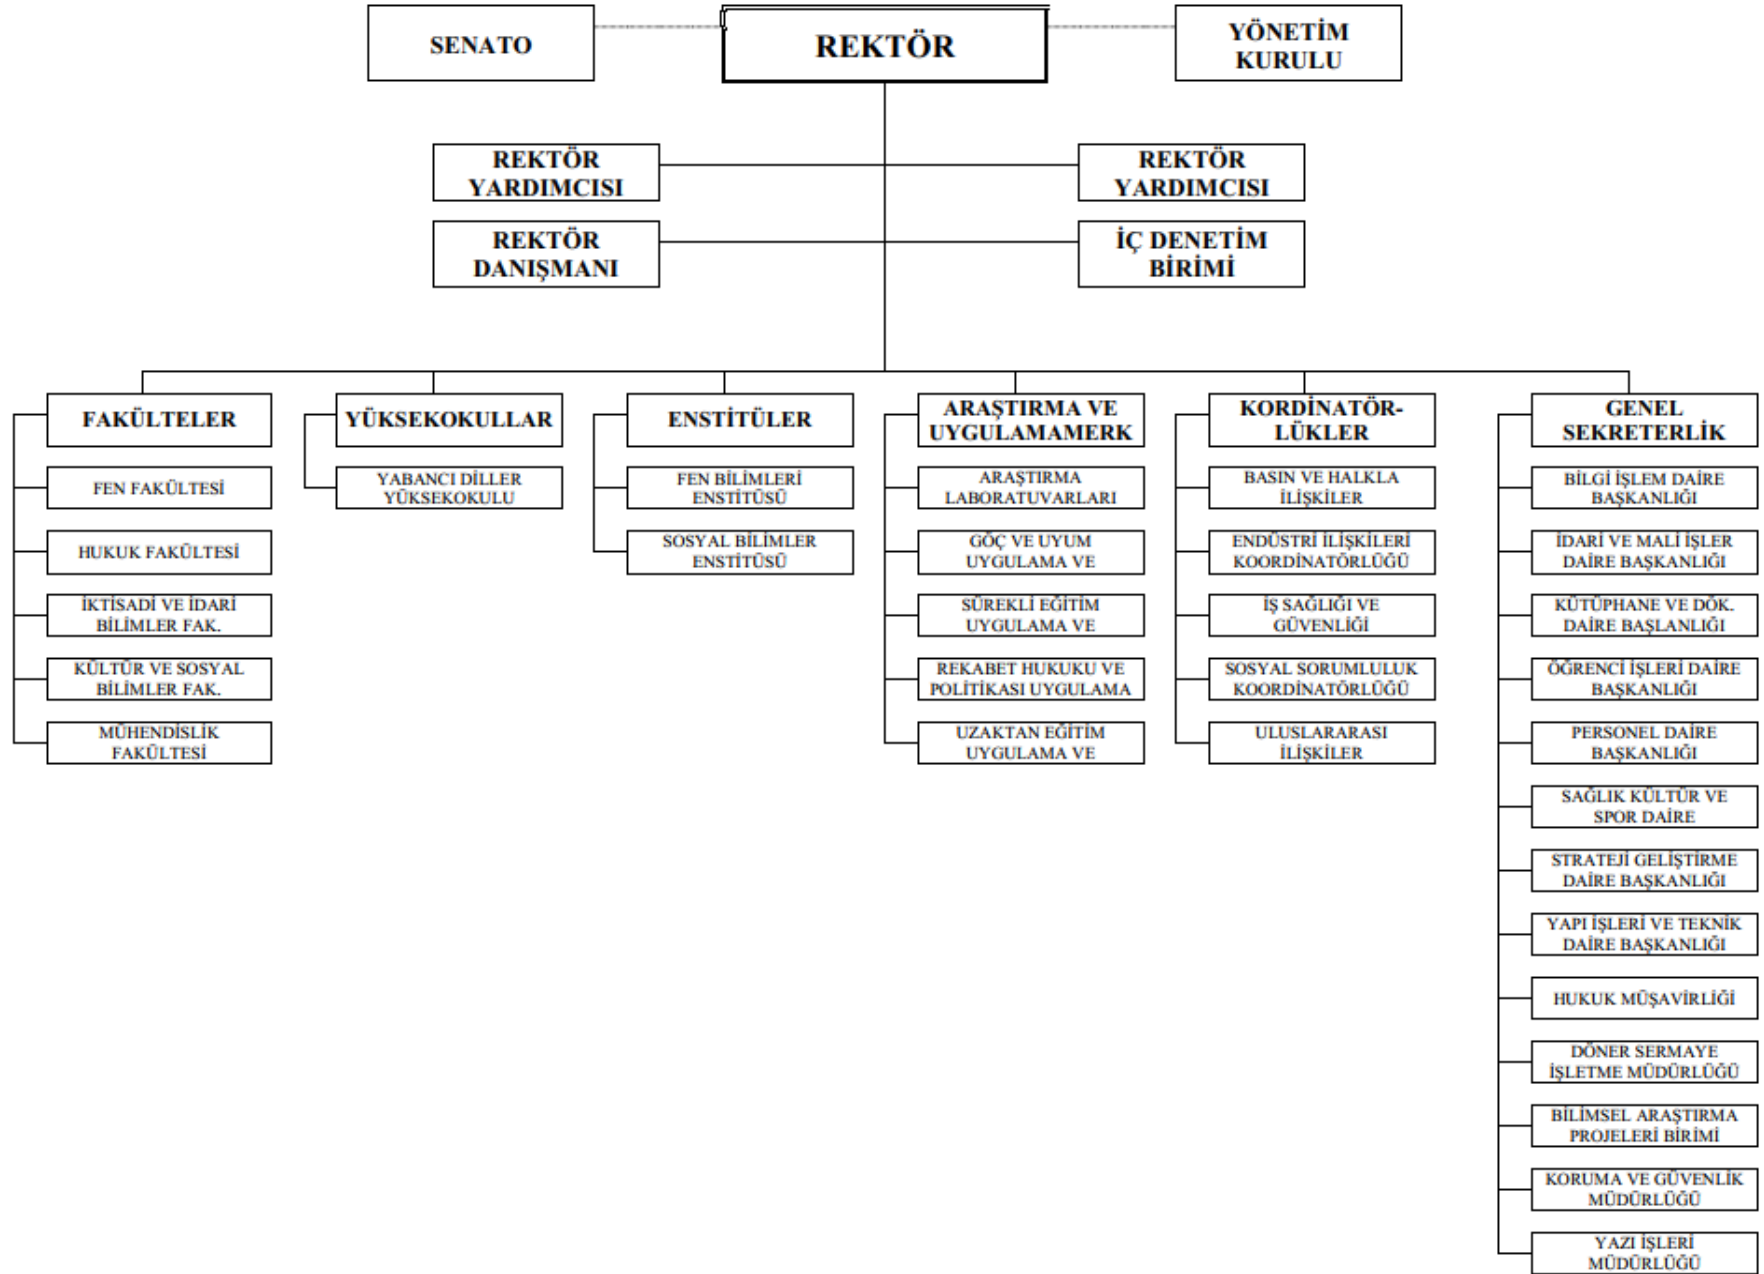 SENATO
REKTÖR
YÖNETİM
KURULU
REKTÖR
YARDIMCISI
REKTÖR
YARDIMCISI
REKTÖR
DANIŞMANI
İÇ DENETİM
BİRİMİ
FAKÜLTELER
FEN FAKÜLTESİ
HUKUK FAKÜLTESİ
İKTİSADİ VE İDARİ
BİLİMLER FAK.
KÜLTÜR VE SOSYAL
BİLİMLER FAK.
MÜHENDİSLİK
FAKÜLTESİ
YÜKSEKOKULLAR
YABANCI DİLLER
YÜKSEKOKULU
ENSTİTÜLER
FEN BİLİMLERİ
ENSTİTÜSÜ
SOSYAL BİLİMLER
ENSTİTÜSÜ
ARAŞTIRMA VE
UYGULAMAMERK
ARAŞTIRMA
LABORATUVARLARI
GÖÇ VE UYUM
UYGULAMA VE
SÜREKLİ EĞİTİM
UYGULAMA VE
REKABET HUKUKU VE
POLİTİKASI UYGULAMA
UZAKTAN EĞİTİM
UYGULAMA VE
KORDİNATÖR-
LÜKLER
BASIN VE HALKLA
İLİŞKİLER
ENDÜSTRİ İLİŞKİLERİ
KOORDİNATÖRLÜĞÜ
İŞ SAĞLIĞI VE
GÜVENLİĞİ
SOSYAL SORUMLULUK
KOORDİNATÖRLÜĞÜ
ULUSLARARASI
İLİŞKİLER
GENEL
SEKRETERLİK
BİLGİ İŞLEM DAİRE
BAŞKANLIĞI
İDARİ VE MALİ İŞLER
DAİRE BAŞKANLIĞI
KÜTÜPHANE VE DÖK.
DAİRE BAŞLANLIĞI
ÖĞRENCİ İŞLERİ DAİRE
BAŞKANLIĞI
PERSONEL DAİRE
BAŞKANLIĞI
SAĞLIK KÜLTÜR VE
SPOR DAİRE
STRATEJİ GELİŞTİRME
DAİRE BAŞKANLIĞI
YAPI İŞLERİ VE TEKNİK
DAİRE BAŞKANLIĞI
HUKUK MÜŞAVİRLİĞİ
DÖNER SERMAYE
İŞLETME MÜDÜRLÜĞÜ
BİLİMSEL ARAŞTIRMA
PROJELERİ BİRİMİ
KORUMA VE GÜVENLİK
MÜDÜRLÜĞÜ
YAZI İŞLERİ
MÜDÜRLÜĞÜ